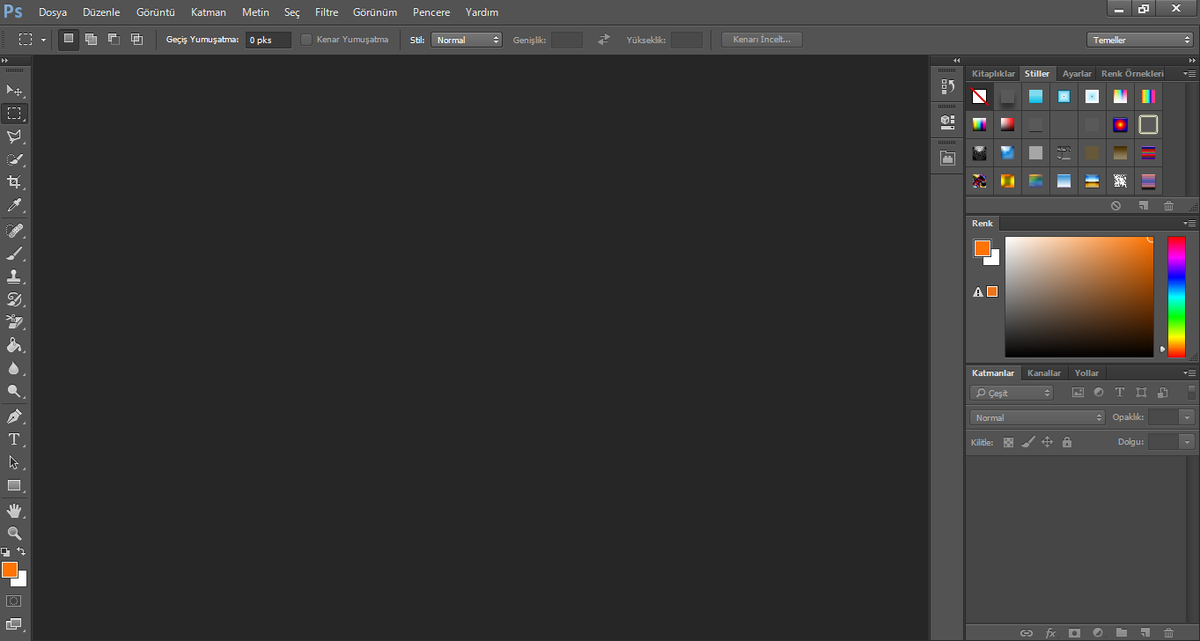 Ps Dosya Düzenle Görüntü Katman Metin Seç Filtre Görünüm Pencere Yardım
Geçiş Yumuşatma: 0 pks Kenar Yumuşatma Stil: Normal Genişlik: Yükseklik: Kenarı İncelt... Temeller
Kitaplıklar Stiller Ayarlar Renk Örnekleri
Renk
Katmanlar Kanallar Yollar
Çeşit T
Normal Opaklık:
Kilitle: Dolgu:
T
fx